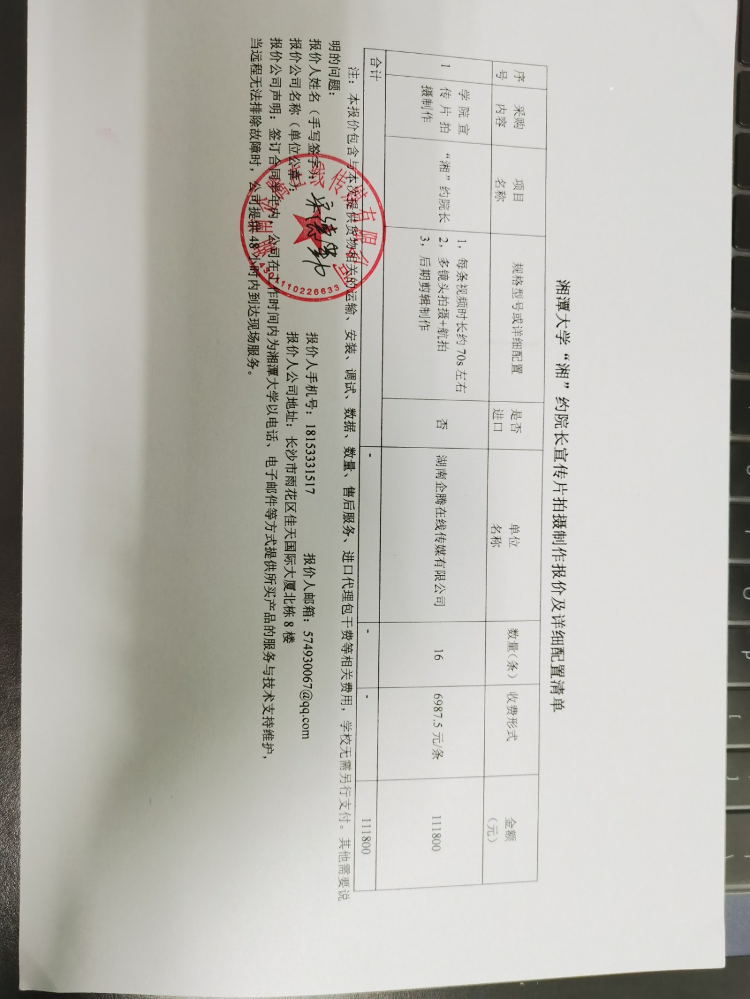 湘潭大学“湘”约院长宣传片拍摄制作报价及详细配置清单
序号 采购内容 项目名称 规格型号或详细配置 是否进口 单位名称 数量(条) 收费形式 金额(元)
1 学院宣传片拍摄制作 “湘”约院长 1，每条视频时长约 70s 左右 否 湖南企腾在线传媒有限公司 16 6987.5 元/条 111800
2，多镜头拍摄+航拍
3，后期剪辑制作
合计 - - - 111800
注：本报价包含与本次提供货物相关的运输、安装、调试、数据、数量、售后服务、进口代理包干费等相关费用，学校无需另行支付。其他需要说
明的问题：
报价人姓名（手写签字）： 报价人手机号：18153331517 报价人邮箱：574930067@qq.com
报价公司名称（单位公章）： 报价人公司地址：长沙市雨花区佳天国际大厦北栋 8 楼
报价公司声明：签订合同半年内，公司在工作时间内为湘潭大学以电话、电子邮件等方式提供所买产品的服务与技术支持维护，
当远程无法排除故障时，公司提供 48 小时内到达现场服务。
传媒有限公司
4301110226633